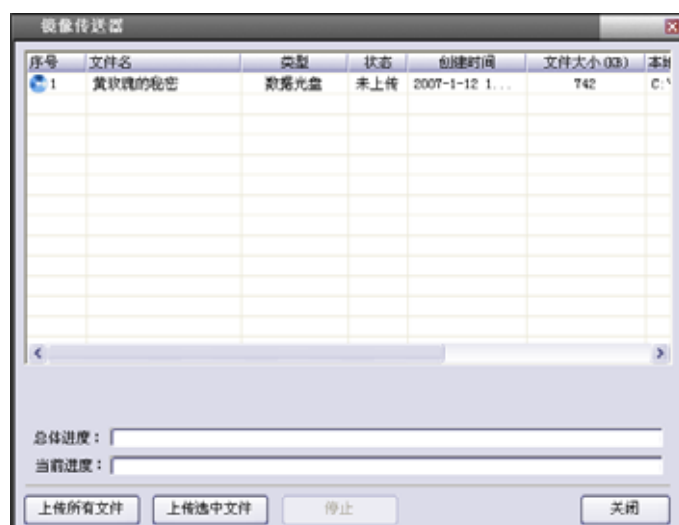 镜像传送器
序号 文件名 类型 状态 创建时间 文件大小(KB) 本地
1 黄玫瑰的秘密 数据光盘 未上传 2007-1-12 1... 742 C:\
总体进度：
当前进度：
上传所有文件 上传选中文件 停止 关闭